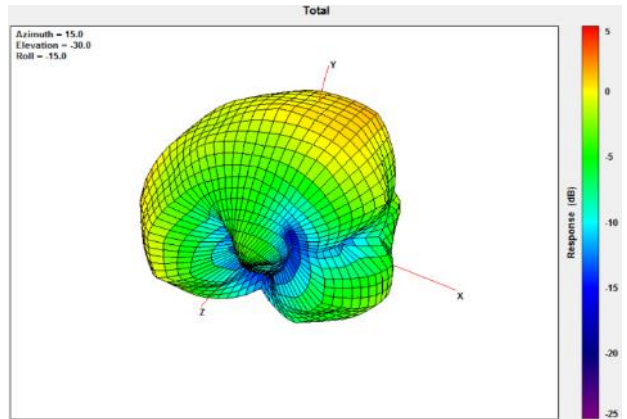 Total
Azimuth = 15.0
Elevation = -30.0
Roll = -15.0
Y
X
Z
5
0
-5
-10
-15
-20
-25
Response (dB)